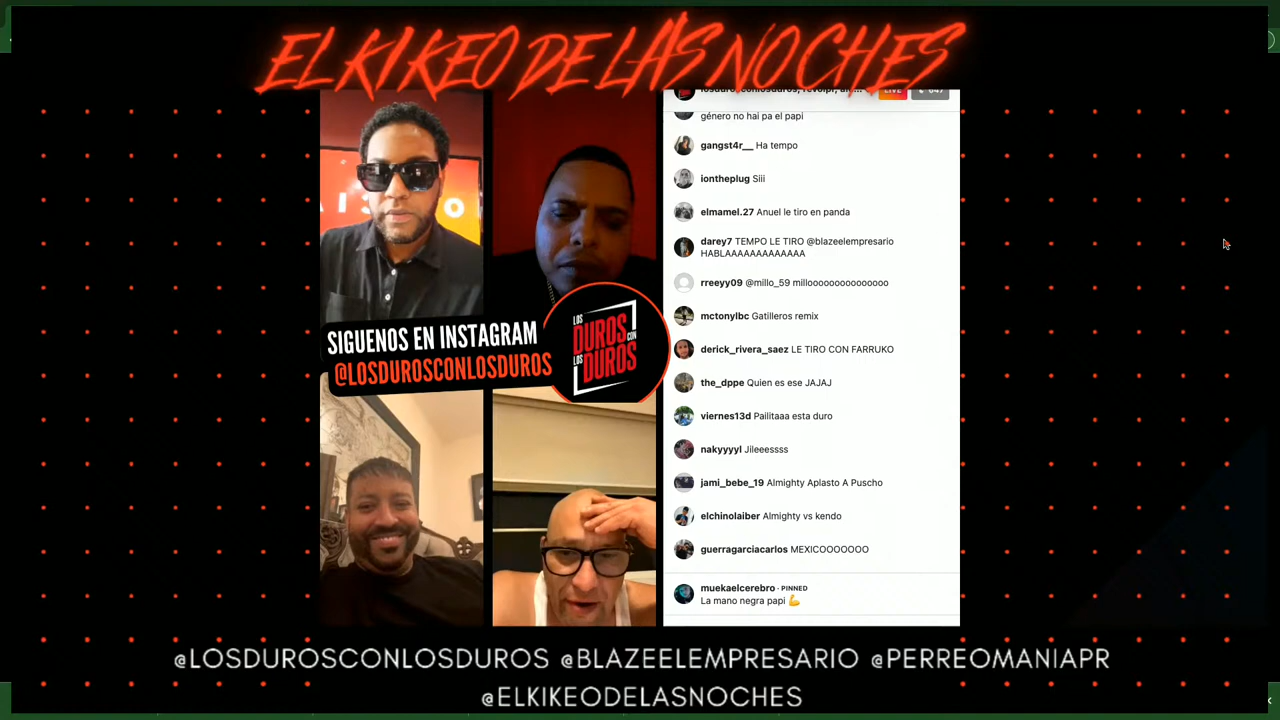 EL KIKEO DE LAS NOCHES
LIVE
género no hai pa el papi
gangst4r__ Ha tempo
iontheplug Siii
elmamel.27 Anuel le tiro en panda
darey7 TEMPO LE TIRO @blazeelempresario
HABLAAAAAAAAAAAAA
rreeyy09 @millo_59 millooooooooooooooo
mctonylbc Gatilleros remix
derick_rivera_saez LE TIRO CON FARRUKO
the_dppe Quien es ese JAJAJ
viernes13d Pailitaaa esta duro
nakyyyyl Jileeessss
jami_bebe_19 Almighty Aplasto A Puscho
elchinolaiber Almighty vs kendo
guerragarciacarlos MEXICOOOOOOO
muekaelcerebro · PINNED
La mano negra papi 💪
SIGUENOS EN INSTAGRAM
@LOSDUROSCONLOSDUROS
LOS
DUROS
CON
LOS
DUROS
@LOSDUROSCONLOSDUROS @BLAZEELEMPRESARIO @PERREOMANIAPR
@ELKIKEODELASNOCHES